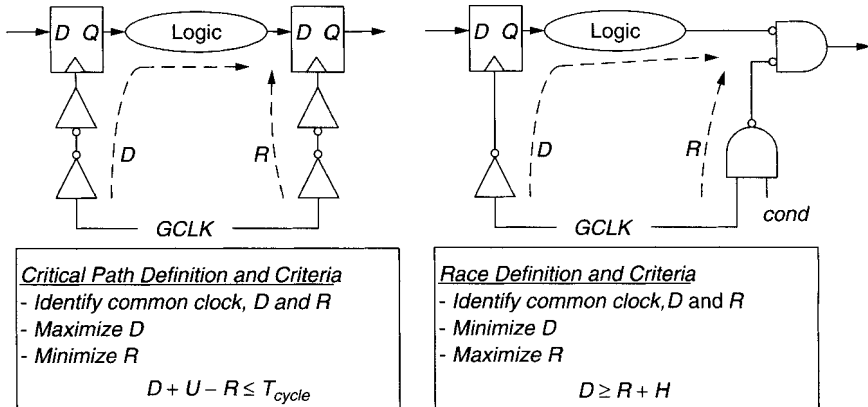 D Q
Logic
D Q
D
R
GCLK
Critical Path Definition and Criteria
- Identify common clock, D and R
- Maximize D
- Minimize R
D + U – R ≤ T_cycle
D Q
Logic
D
R
cond
GCLK
Race Definition and Criteria
- Identify common clock, D and R
- Minimize D
- Maximize R
D ≥ R + H